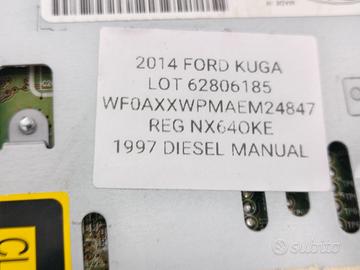 2014 FORD KUGA
LOT 62806185
WF0AXXWPMAEM24847
REG NX64OKE
1997 DIESEL MANUAL
subito